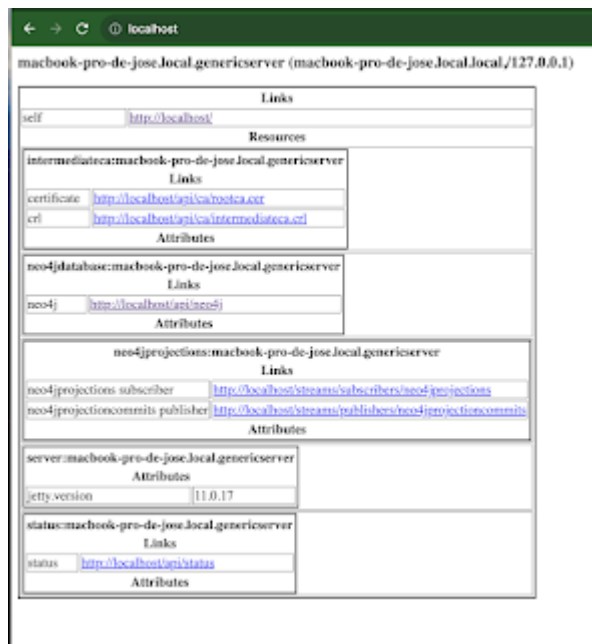 localhost
macbook-pro-de-jose.local.genericserver (macbook-pro-de-jose.local.local./127.0.0.1)
Links
self http://localhost/
Resources
intermediateca:macbook-pro-de-jose.local.genericserver
Links
certificate http://localhost/api/ca/rootca.cer
crl http://localhost/api/ca/intermediateca.crl
Attributes
neo4jdatabase:macbook-pro-de-jose.local.genericserver
Links
neo4j http://localhost/api/neo4j
Attributes
neo4jprojections:macbook-pro-de-jose.local.genericserver
Links
neo4jprojections subscriber http://localhost/streams/subscribers/neo4jprojections
neo4jprojectioncommits publisher http://localhost/streams/publishers/neo4jprojectioncommits
Attributes
server:macbook-pro-de-jose.local.genericserver
Attributes
jetty.version 11.0.17
status:macbook-pro-de-jose.local.genericserver
Links
status http://localhost/api/status
Attributes